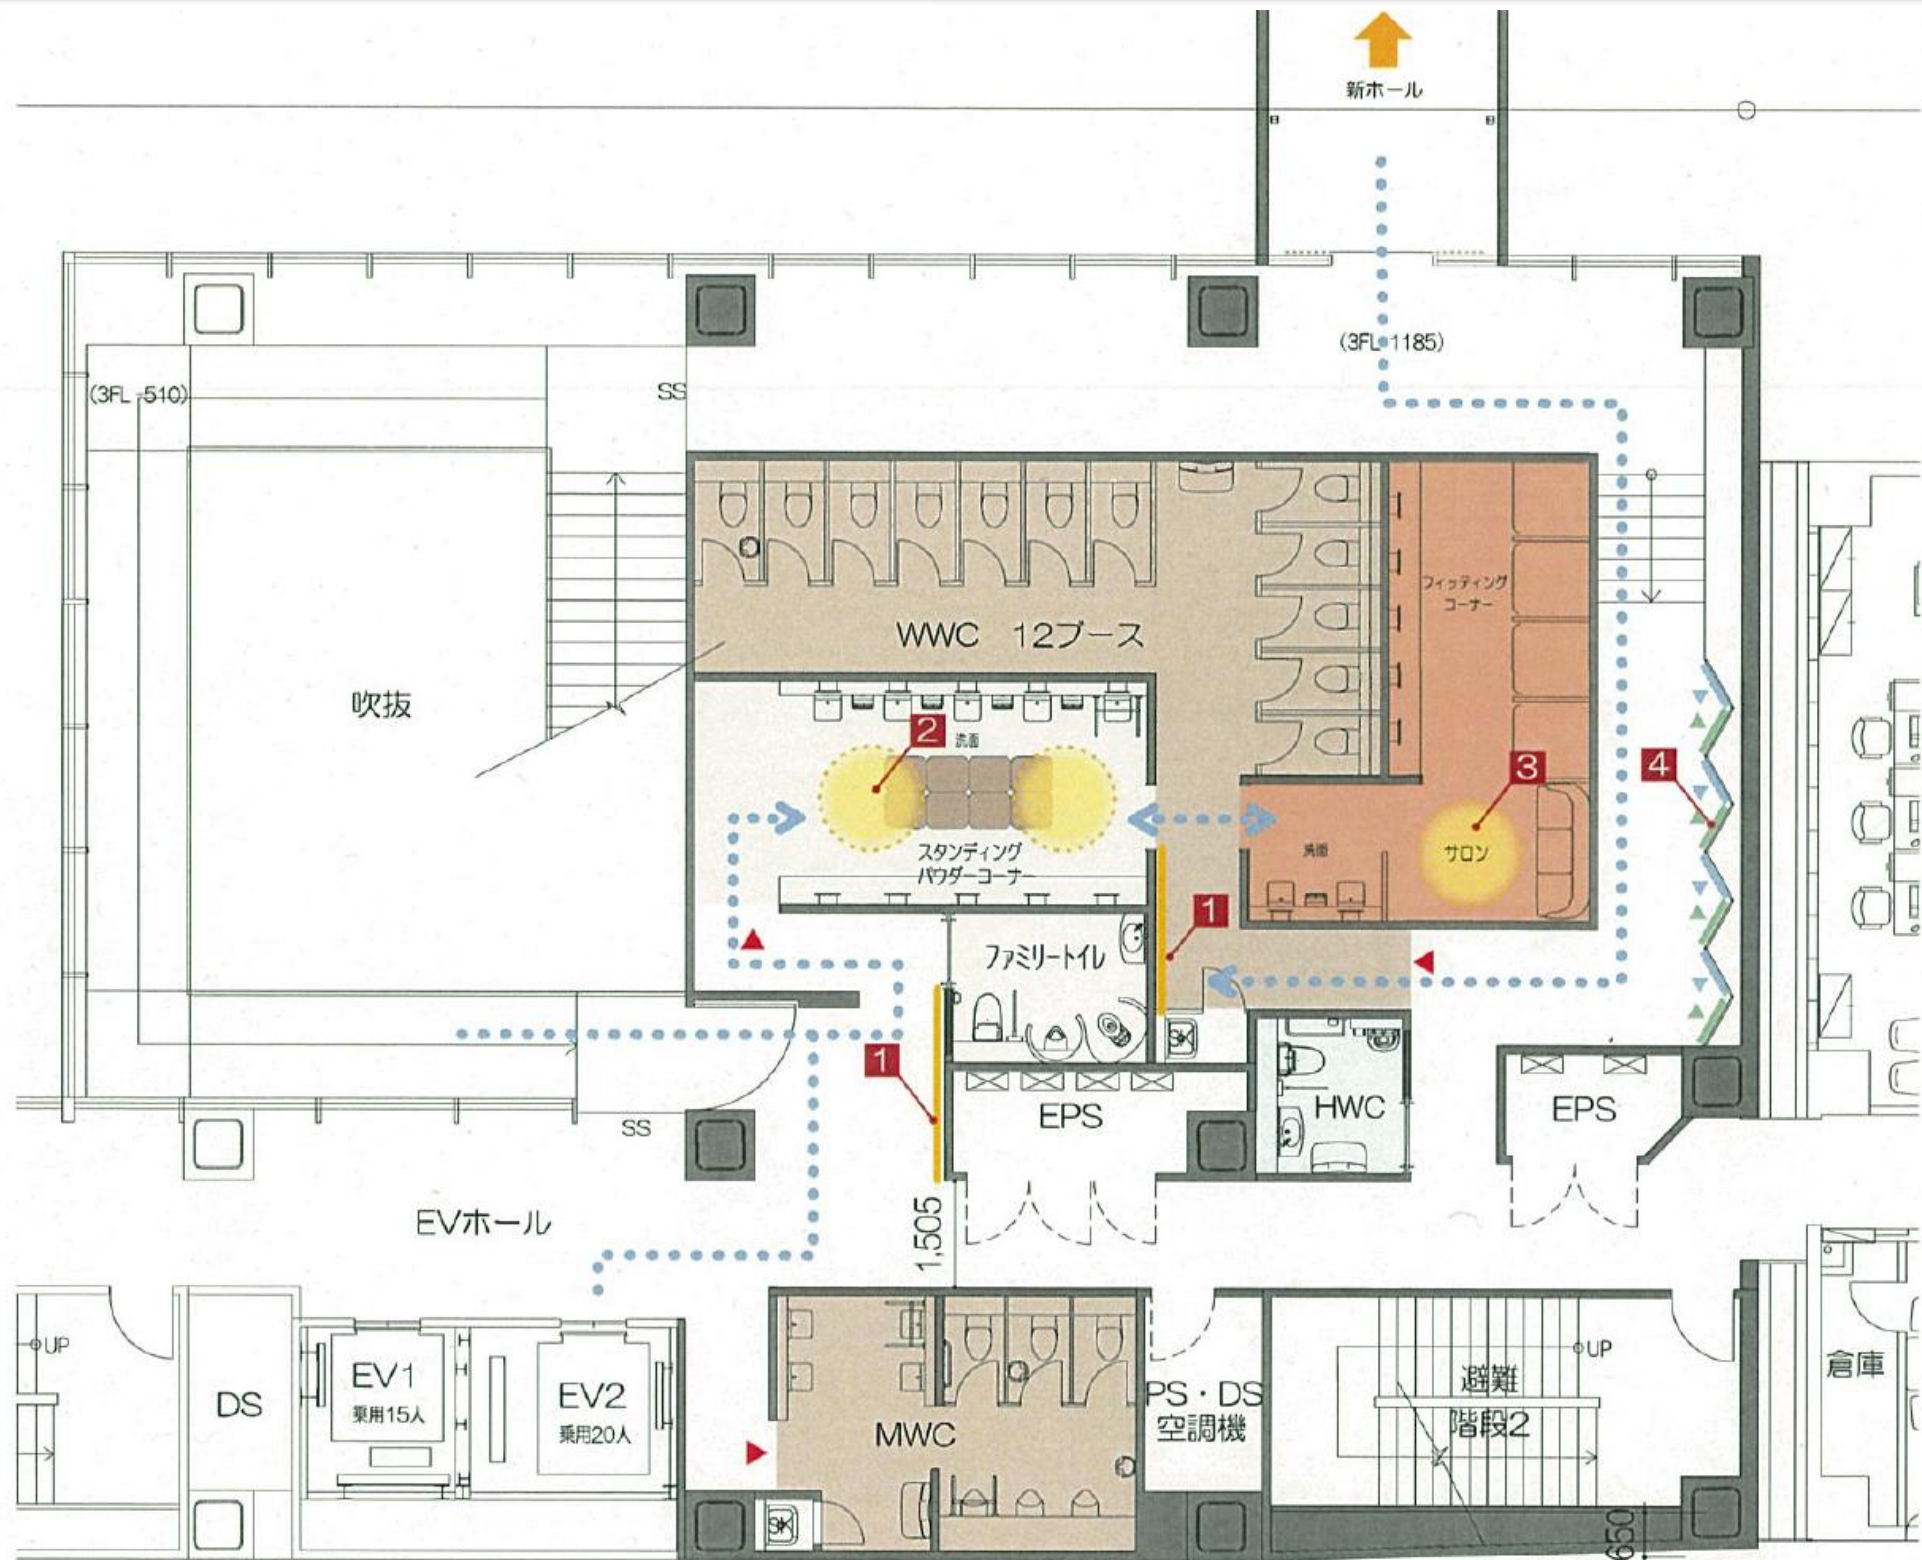 新ホール
(3FL-1185)
(3FL-510)
SS
フィッティング
コーナー
WWC 12ブース
吹抜
2
洗面
3
4
スタンディング
パウダーコーナー
洗面
サロン
1
ファミリートイレ
1
EPS
HWC
EPS
SS
EVホール
1,505
UP
DS
EV1
乗用15人
EV2
乗用20人
MWC
PS・DS
空調機
避難
階段2
UP
倉庫
SK
650